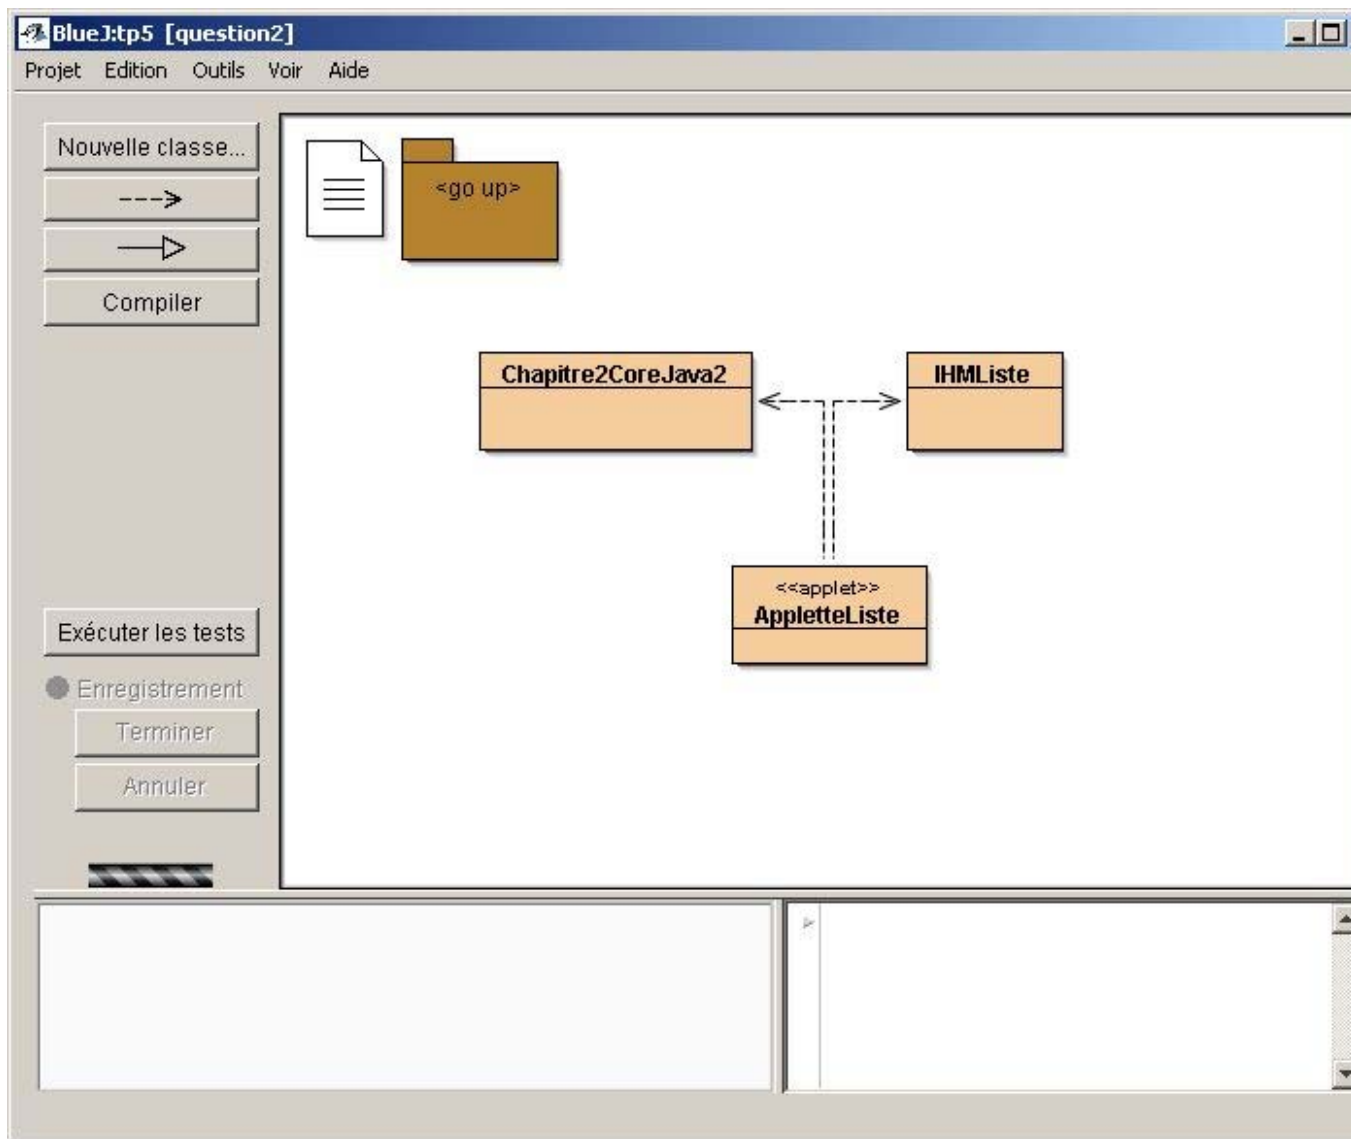 BlueJ:tp5 [question2]
Projet Edition Outils Voir Aide
Nouvelle classe...
Compiler
Exécuter les tests
Enregistrement
Terminer
Annuler
<go up>
Chapitre2CoreJava2
IHMListe
<<applet>>
AppletteListe